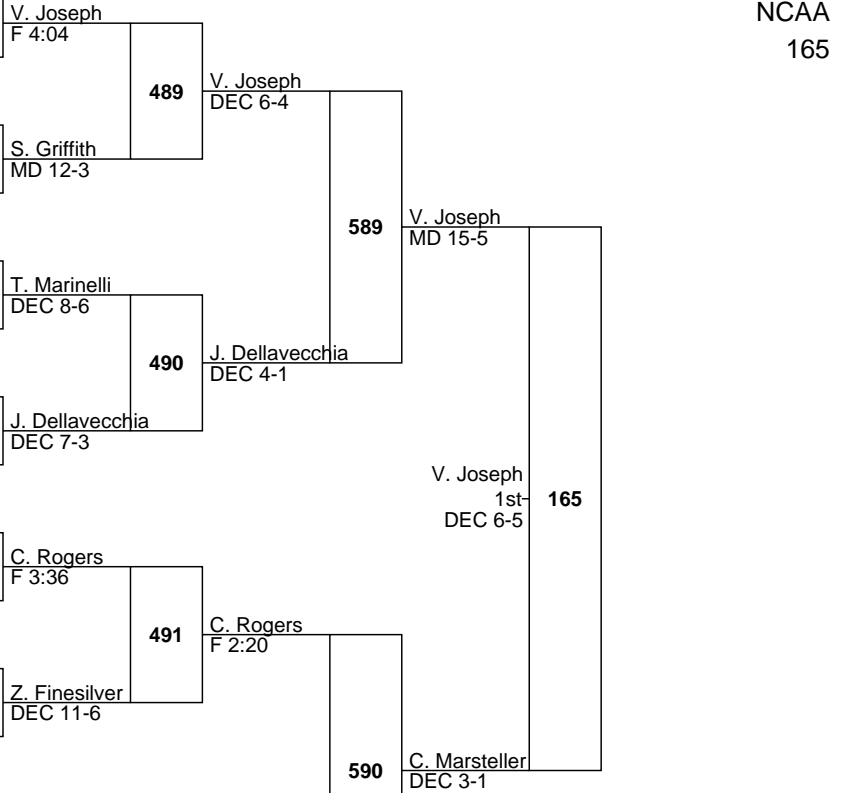 NCAA
165
V. Joseph
F 4:04
489
V. Joseph
DEC 6-4
S. Griffith
MD 12-3
589
V. Joseph
MD 15-5
T. Marinelli
DEC 8-6
490
J. Dellavecchia
DEC 4-1
J. Dellavecchia
DEC 7-3
V. Joseph
1st
DEC 6-5
165
C. Rogers
F 3:36
491
C. Rogers
F 2:20
Z. Finesilver
DEC 11-6
590
C. Marsteller
DEC 3-1